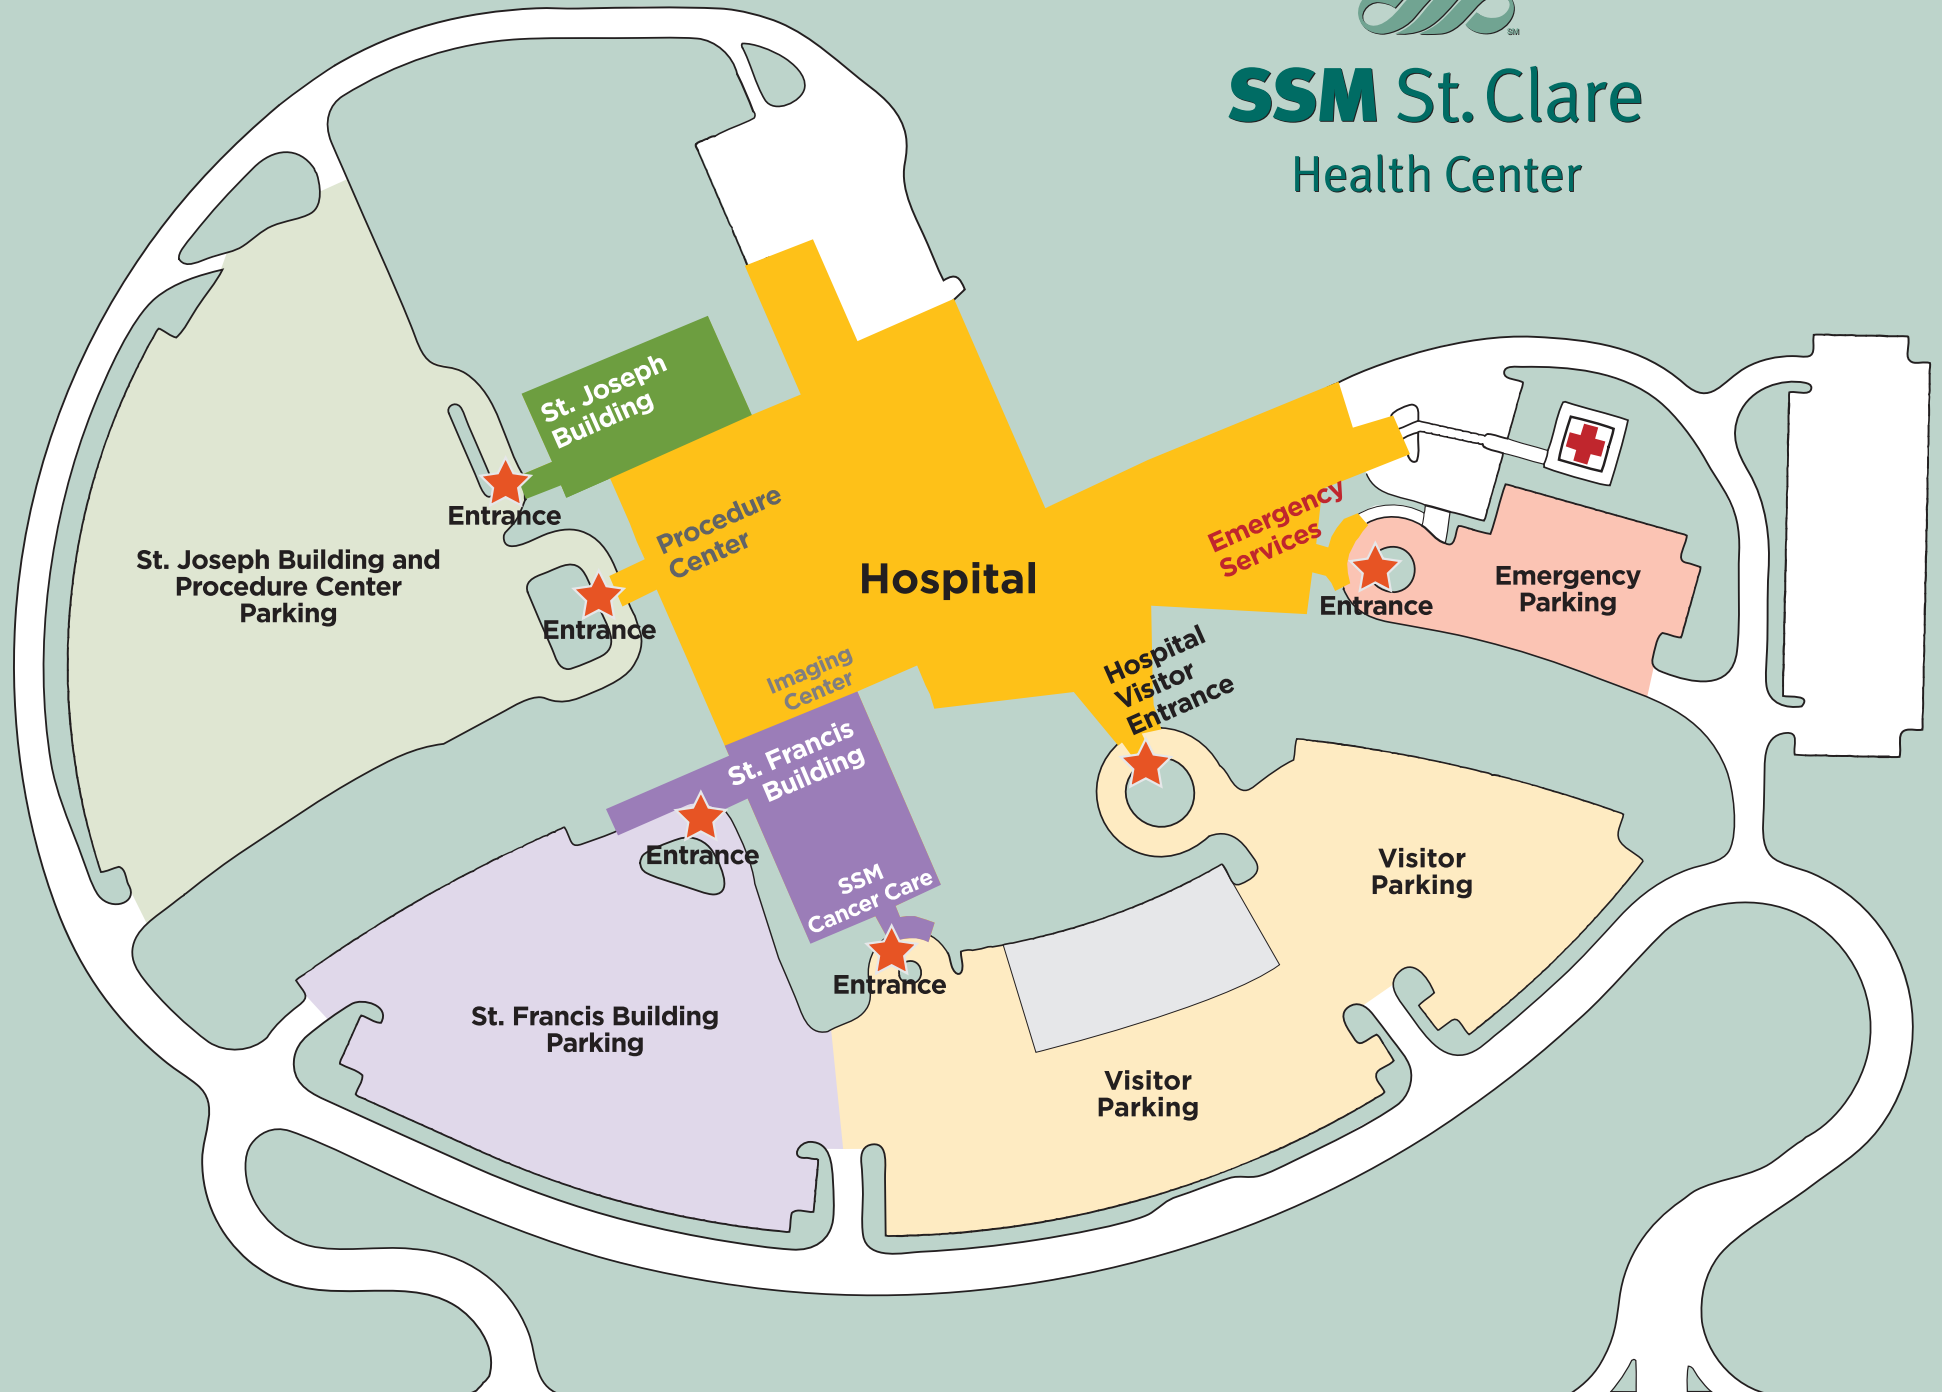 SM
SSM St. Clare
Health Center
St. Joseph
Building
Entrance
Procedure
Center
Entrance
St. Joseph Building and
Procedure Center
Parking
Hospital
Emergency
Services
Entrance
Emergency
Parking
Imaging
Center
Hospital
Visitor
Entrance
St. Francis
Building
Entrance
SSM
Cancer Care
Entrance
Visitor
Parking
St. Francis Building
Parking
Visitor
Parking